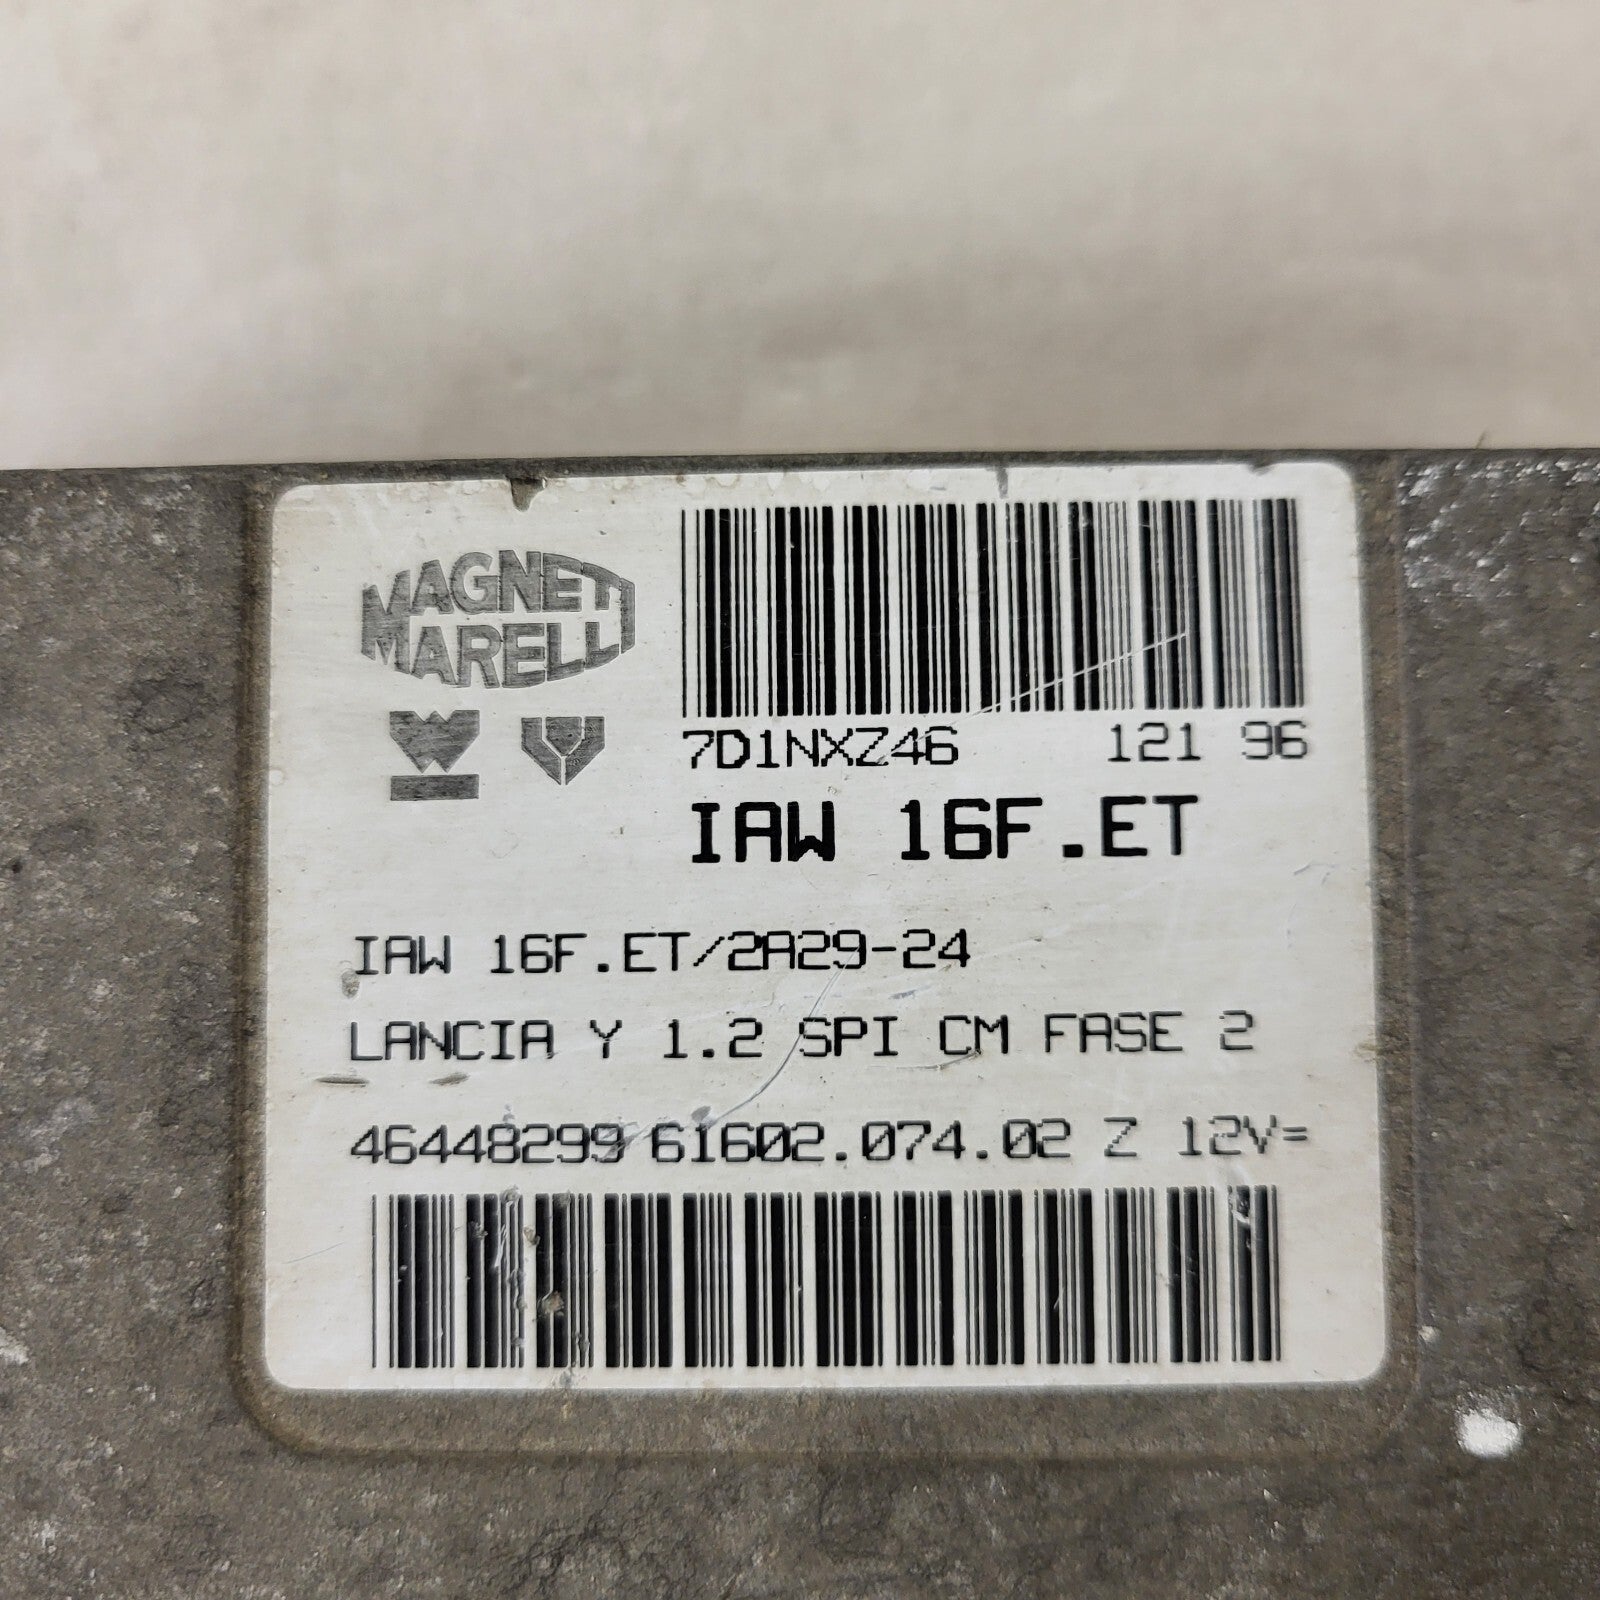 MAGNETI
MARELLI
7D1NXZ46 121 96
IAW 16F.ET
IAW 16F.ET/2A29-24
LANCIA Y 1.2 SPI CM FASE 2
46448299 61602.074.02 Z 12V=